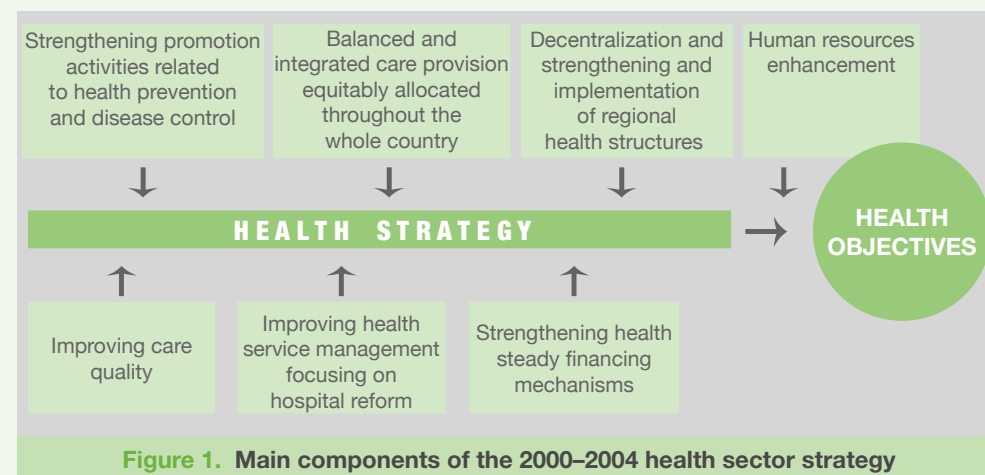 Strengthening promotion
activities related
to health prevention
and disease control
Balanced and
integrated care provision
equitably allocated
throughout the
whole country
Decentralization and
strengthening and
implementation
of regional
health structures
Human resources
enhancement
HEALTH STRATEGY
HEALTH
OBJECTIVES
Improving care
quality
Improving health
service management
focusing on
hospital reform
Strengthening health
steady financing
mechanisms
Figure 1. Main components of the 2000–2004 health sector strategy